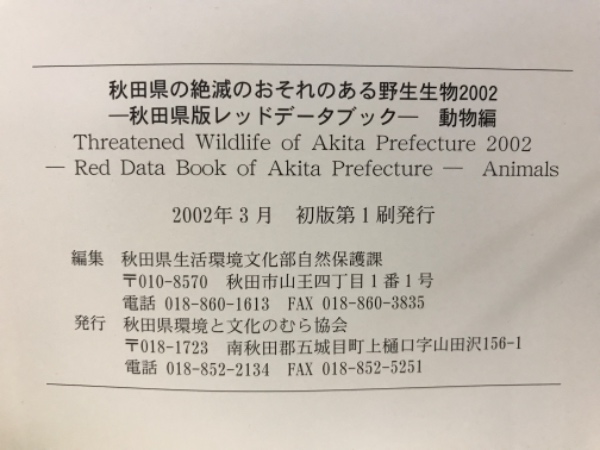 秋田県の絶滅のおそれのある野生生物2002
―秋田県版レッドデータブック― 動物編
Threatened Wildlife of Akita Prefecture 2002
― Red Data Book of Akita Prefecture ― Animals
2002年3月 初版第1刷発行
編集 秋田県生活環境文化部自然保護課
〒010-8570 秋田市山王四丁目1番1号
電話 018-860-1613 FAX 018-860-3835
発行 秋田県環境と文化のむら協会
〒018-1723 南秋田郡五城目町上樋口字山田沢156-1
電話 018-852-2134 FAX 018-852-5251